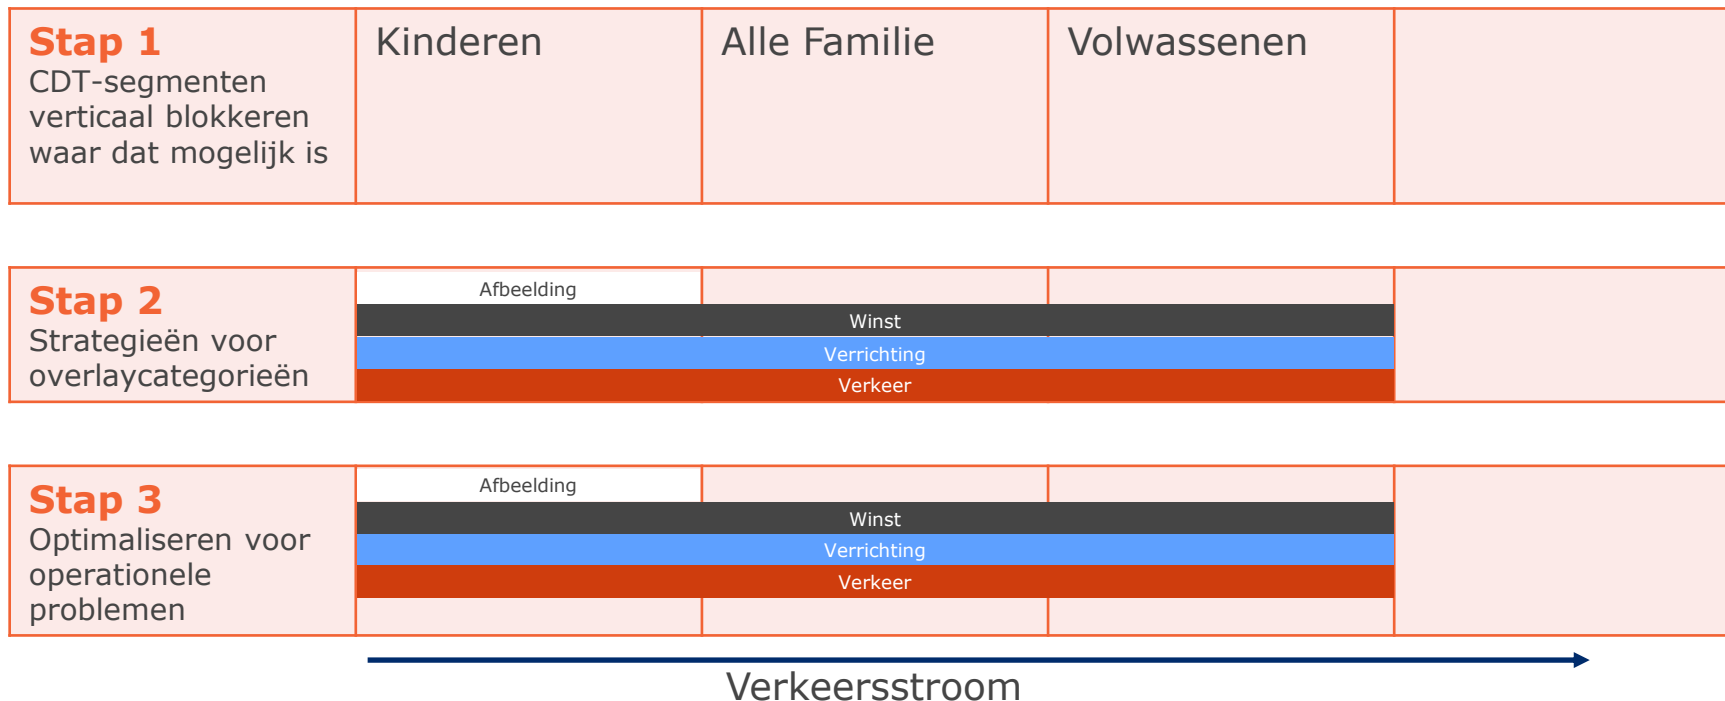 Stap 1
CDT-segmenten
verticaal blokkeren
waar dat mogelijk is
Kinderen
Alle Familie
Volwassenen
Stap 2
Strategieën voor
overlaycategorieën
Afbeelding
Winst
Verrichting
Verkeer
Stap 3
Optimaliseren voor
operationele
problemen
Afbeelding
Winst
Verrichting
Verkeer
Verkeersstroom